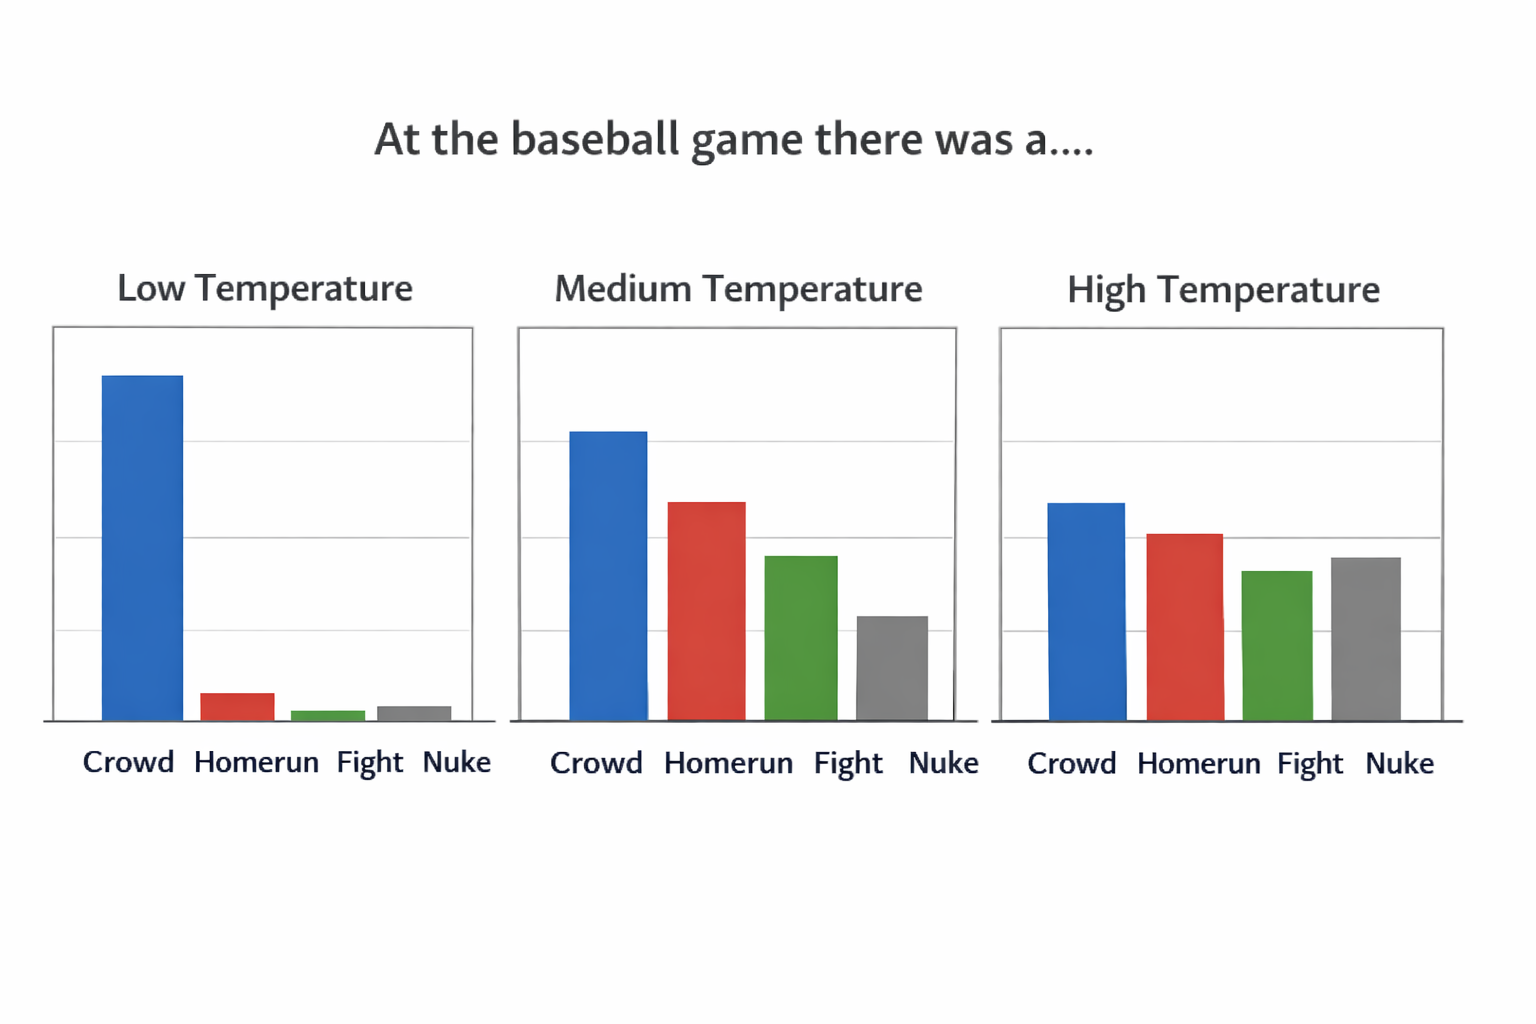 At the baseball game there was a....
Low Temperature
Medium Temperature
High Temperature
Crowd Homerun Fight Nuke
Crowd Homerun Fight Nuke
Crowd Homerun Fight Nuke